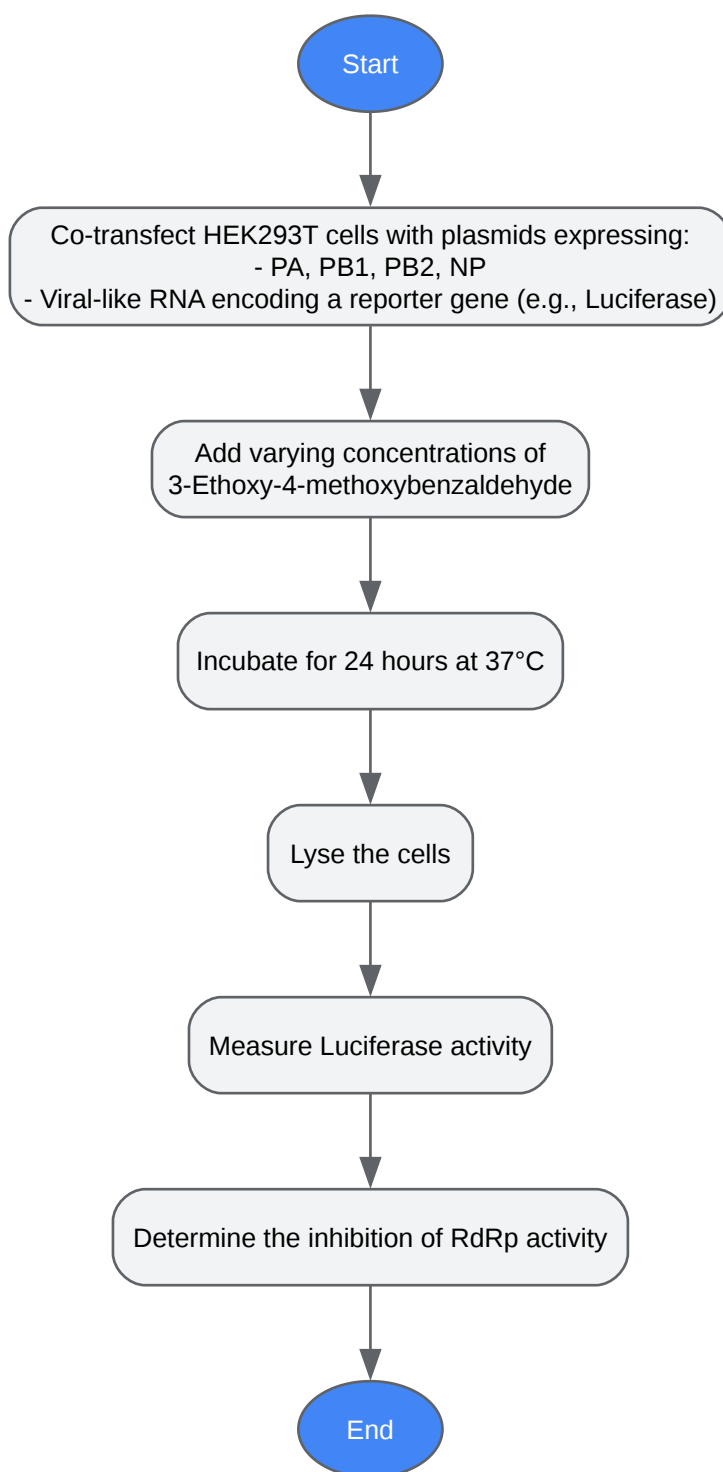 Start
Co-transfect HEK293T cells with plasmids expressing:
- PA, PB1, PB2, NP
- Viral-like RNA encoding a reporter gene (e.g., Luciferase)
Add varying concentrations of
3-Ethoxy-4-methoxybenzaldehyde
Incubate for 24 hours at 37°C
Lyse the cells
Measure Luciferase activity
Determine the inhibition of RdRp activity
End